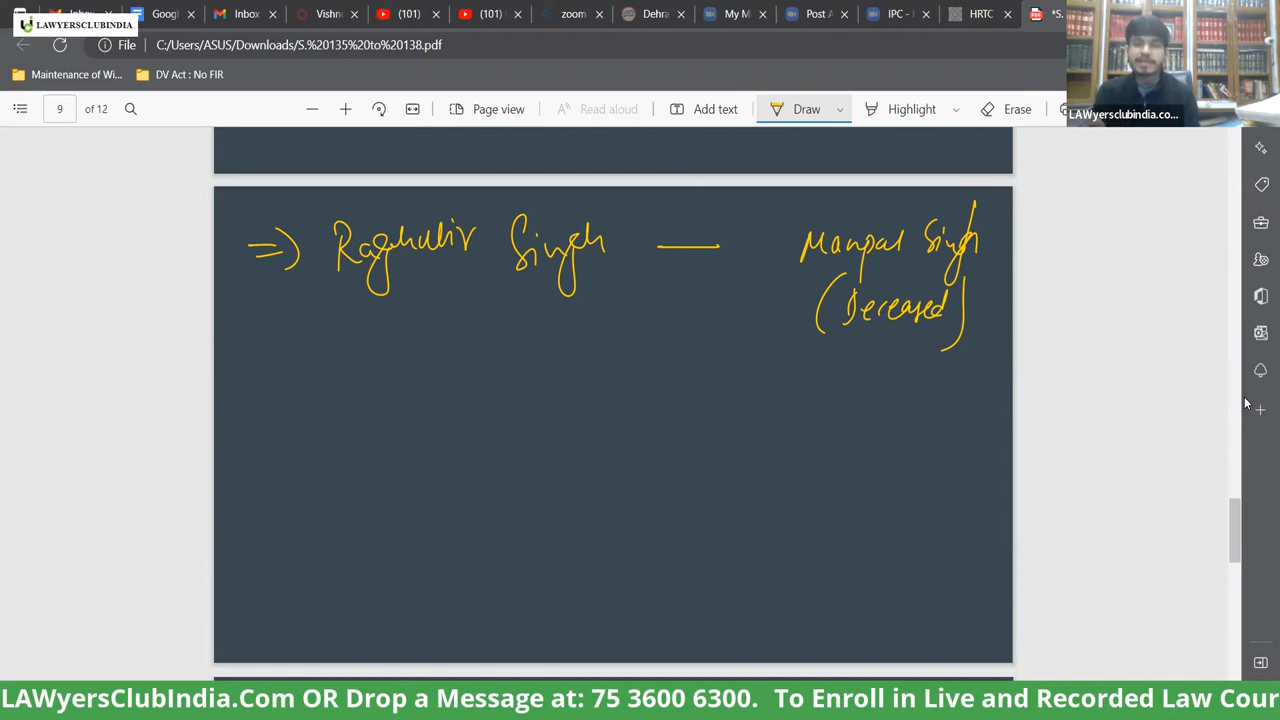 Inbox
Googl
Inbox
Vishnu
(101)
(101)
Dehra
Post
IPC -
HRTC
*S.
LAWYERSCLUBINDIA
File
C:/Users/ASUS/Downloads/S.%20135%20to%20138.pdf
Maintenance of Wi...
DV Act : No FIR
9 of 12
Page view
Read aloud
Add text
Draw
Highlight
Erase
LAWyersclubindia.co...
=> Raghubir Singh — Manpal Singh
(Deceased)
LAWyersClubIndia.Com OR Drop a Message at: 75 3600 6300. To Enroll in Live and Recorded Law Cour